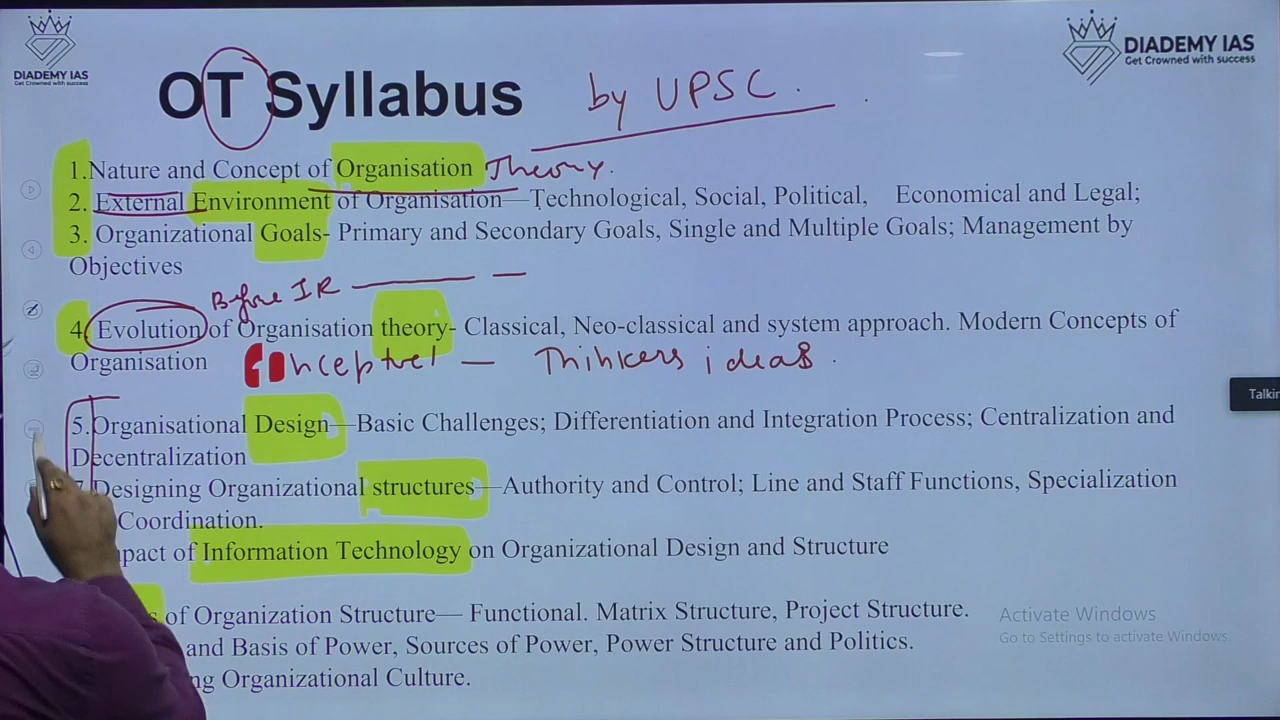 DIADEMY IAS
Get Crowned with success
DIADEMY IAS
Get Crowned with success
OT Syllabus by UPSC.
1.Nature and Concept of Organisation Theory.
2. External Environment of Organisation—Technological, Social, Political, Economical and Legal;
3. Organizational Goals- Primary and Secondary Goals, Single and Multiple Goals; Management by
Objectives
Before IR
4. Evolution of Organisation theory- Classical, Neo-classical and system approach. Modern Concepts of
Organisation Conceptuel — Thinkers ideas.
Talkin
5.Organisational Design—Basic Challenges; Differentiation and Integration Process; Centralization and
Decentralization
Designing Organizational structures—Authority and Control; Line and Staff Functions, Specialization
Coordination.
pact of Information Technology on Organizational Design and Structure
s of Organization Structure— Functional. Matrix Structure, Project Structure.
and Basis of Power, Sources of Power, Power Structure and Politics.
ng Organizational Culture.
Activate Windows
Go to Settings to activate Windows.